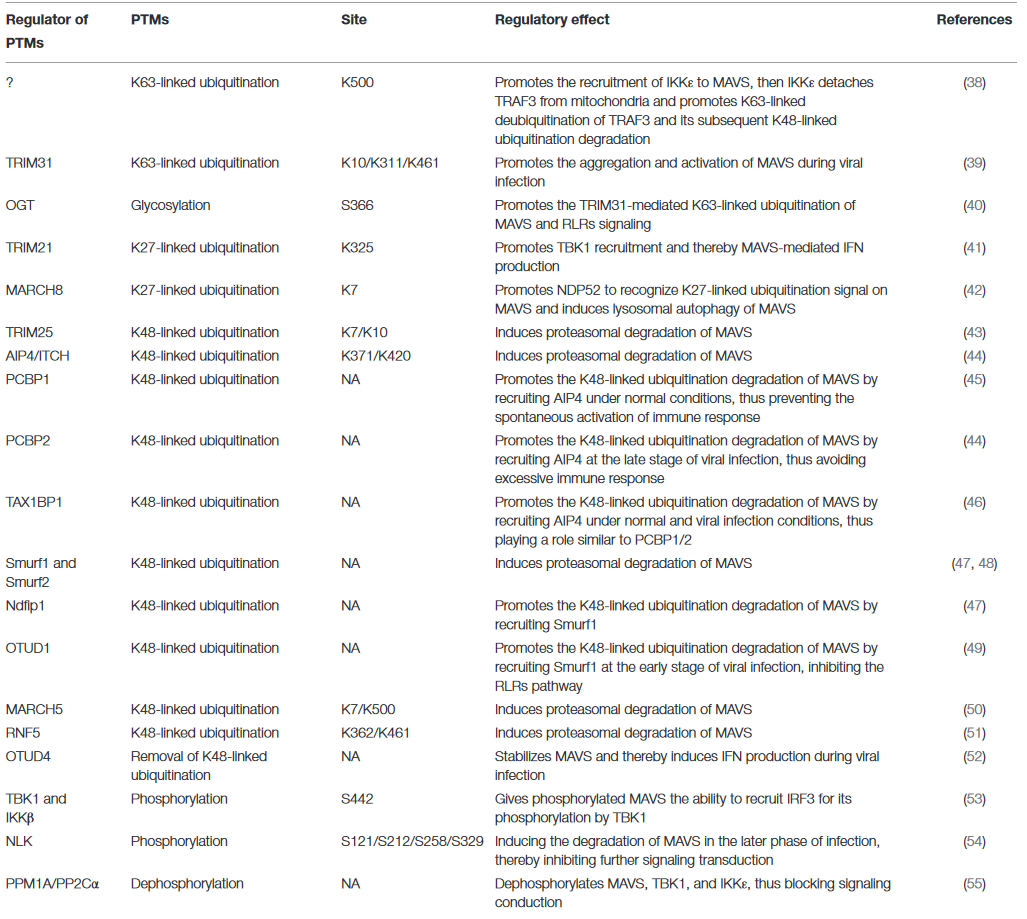 Regulator of PTMs Site Regulatory effect References
PTMs
? K63-linked ubiquitination K500 Promotes the recruitment of IKKε to MAVS, then IKKε detaches (38)
TRAF3 from mitochondria and promotes K63-linked
deubiquitination of TRAF3 and its subsequent K48-linked
ubiquitination degradation
TRIM31 K63-linked ubiquitination K10/K311/K461 Promotes the aggregation and activation of MAVS during viral (39)
infection
OGT Glycosylation S366 Promotes the TRIM31-mediated K63-linked ubiquitination of (40)
MAVS and RLRs signaling
TRIM21 K27-linked ubiquitination K325 Promotes TBK1 recruitment and thereby MAVS-mediated IFN (41)
production
MARCH8 K27-linked ubiquitination K7 Promotes NDP52 to recognize K27-linked ubiquitination signal on (42)
MAVS and induces lysosomal autophagy of MAVS
TRIM25 K48-linked ubiquitination K7/K10 Induces proteasomal degradation of MAVS (43)
AIP4/ITCH K48-linked ubiquitination K371/K420 Induces proteasomal degradation of MAVS (44)
PCBP1 K48-linked ubiquitination NA Promotes the K48-linked ubiquitination degradation of MAVS by (45)
recruiting AIP4 under normal conditions, thus preventing the
spontaneous activation of immune response
PCBP2 K48-linked ubiquitination NA Promotes the K48-linked ubiquitination degradation of MAVS by (44)
recruiting AIP4 at the late stage of viral infection, thus avoiding
excessive immune response
TAX1BP1 K48-linked ubiquitination NA Promotes the K48-linked ubiquitination degradation of MAVS by (46)
recruiting AIP4 under normal and viral infection conditions, thus
playing a role similar to PCBP1/2
Smurf1 and K48-linked ubiquitination NA Induces proteasomal degradation of MAVS (47, 48)
Smurf2
Ndfip1 K48-linked ubiquitination NA Promotes the K48-linked ubiquitination degradation of MAVS by (47)
recruiting Smurf1
OTUD1 K48-linked ubiquitination NA Promotes the K48-linked ubiquitination degradation of MAVS by (49)
recruiting Smurf1 at the early stage of viral infection, inhibiting the
RLRs pathway
MARCH5 K48-linked ubiquitination K7/K500 Induces proteasomal degradation of MAVS (50)
RNF5 K48-linked ubiquitination K362/K461 Induces proteasomal degradation of MAVS (51)
OTUD4 Removal of K48-linked NA Stabilizes MAVS and thereby induces IFN production during viral (52)
ubiquitination infection
TBK1 and Phosphorylation S442 Gives phosphorylated MAVS the ability to recruit IRF3 for its (53)
IKKβ phosphorylation by TBK1
NLK Phosphorylation S121/S212/S258/S329 Inducing the degradation of MAVS in the later phase of infection, (54)
thereby inhibiting further signaling transduction
PPM1A/PP2Cα Dephosphorylation NA Dephosphorylates MAVS, TBK1, and IKKε, thus blocking signaling (55)
conduction